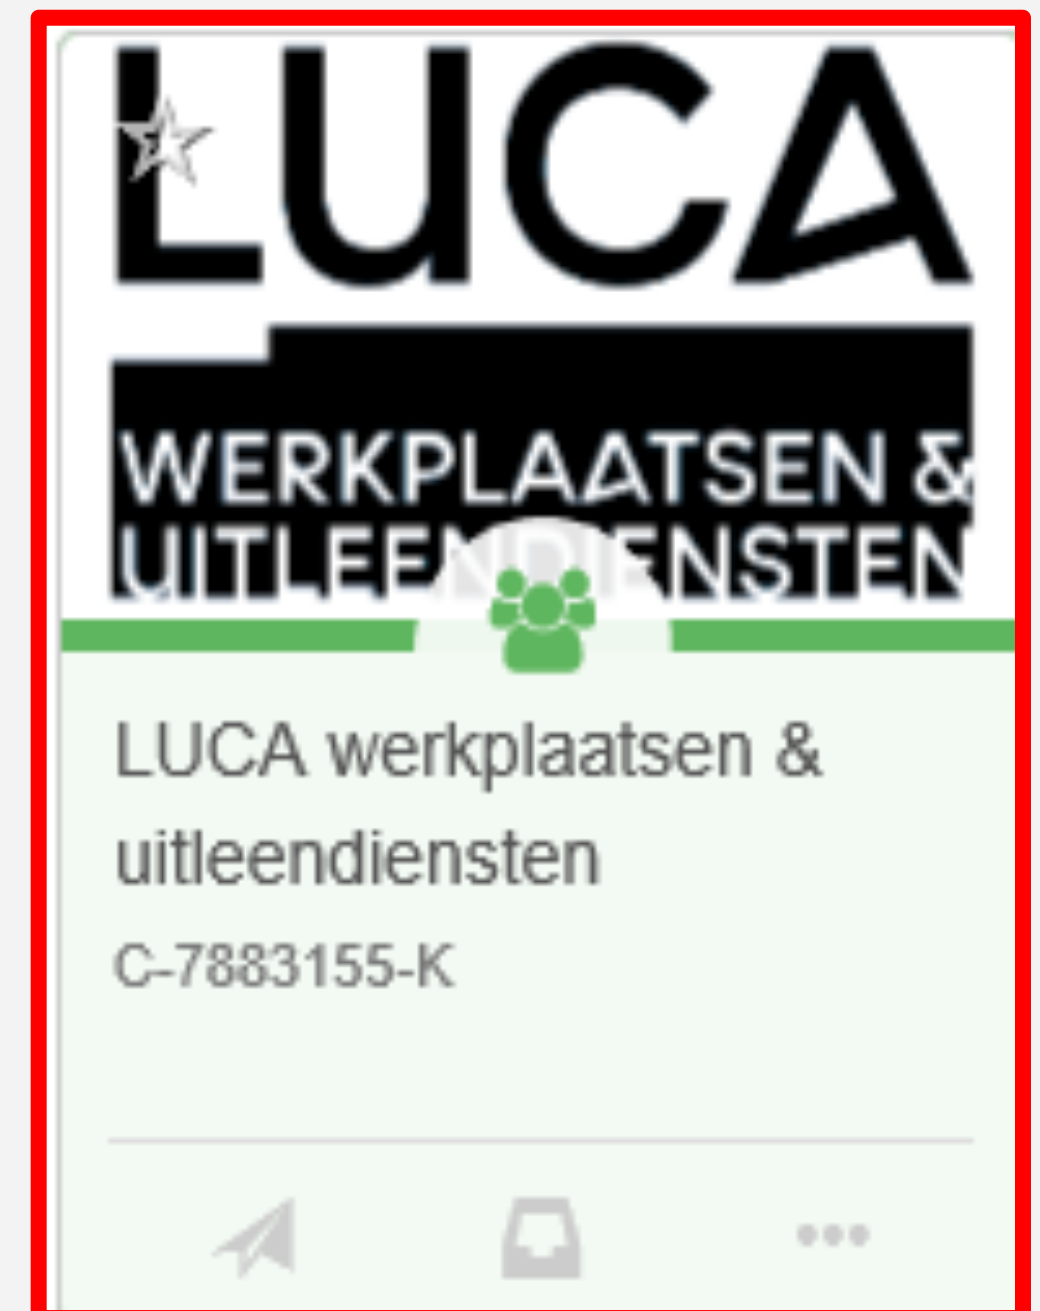 LUCA
WERKPLAATSEN &
UITLEENDIENSTEN
LUCA werkplaatsen &
uitleendiensten
C-7883155-K